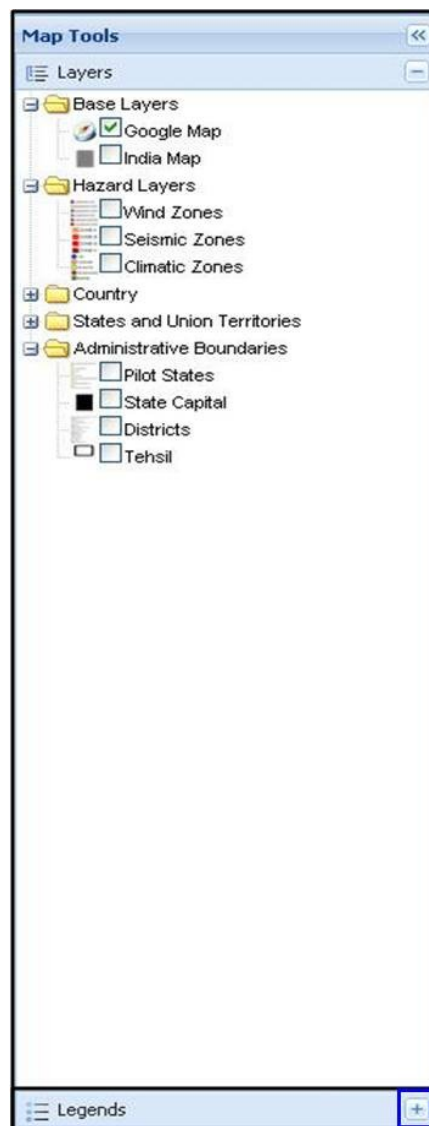 Map Tools
Layers
Base Layers
Google Map
India Map
Hazard Layers
Wind Zones
Seismic Zones
Climatic Zones
Country
States and Union Territories
Administrative Boundaries
Pilot States
State Capital
Districts
Tehsil
Legends